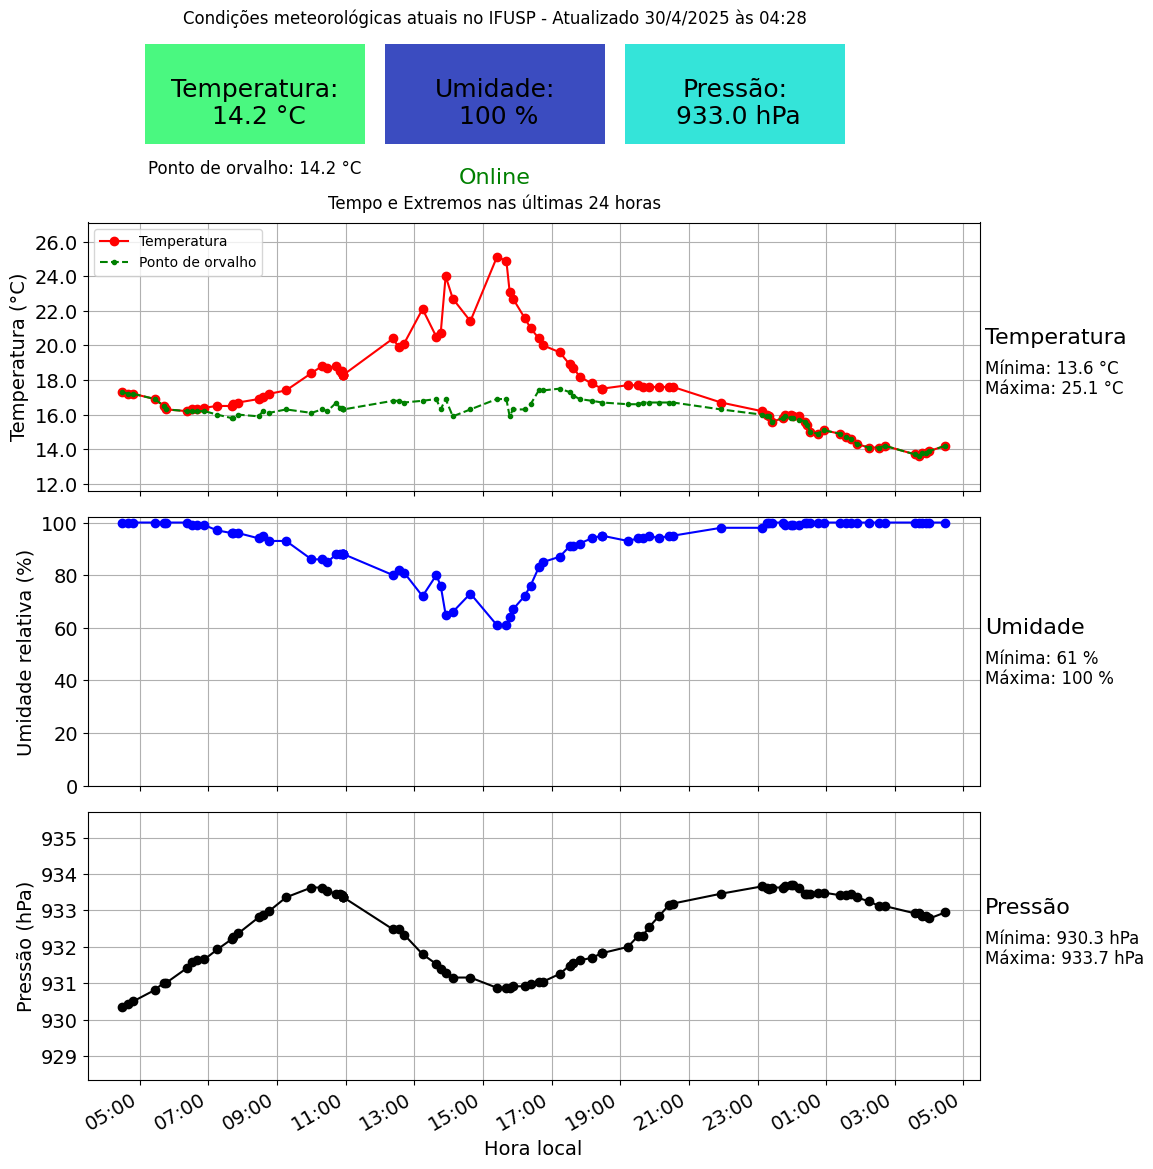 Condições meteorológicas atuais no IFUSP - Atualizado 30/4/2025 às 04:28
Temperatura:
14.2 °C
Umidade:
100 %
Pressão:
933.0 hPa
Ponto de orvalho: 14.2 °C
Online
Tempo e Extremos nas últimas 24 horas
Temperatura (°C)
26.0
24.0
22.0
20.0
18.0
16.0
14.0
12.0
Temperatura
Ponto de orvalho
Temperatura
Mínima: 13.6 °C
Máxima: 25.1 °C
Umidade relativa (%)
100
80
60
40
20
0
Umidade
Mínima: 61 %
Máxima: 100 %
Pressão (hPa)
935
934
933
932
931
930
929
Pressão
Mínima: 930.3 hPa
Máxima: 933.7 hPa
05:00 07:00 09:00 11:00 13:00 15:00 17:00 19:00 21:00 23:00 01:00 03:00 05:00
Hora local